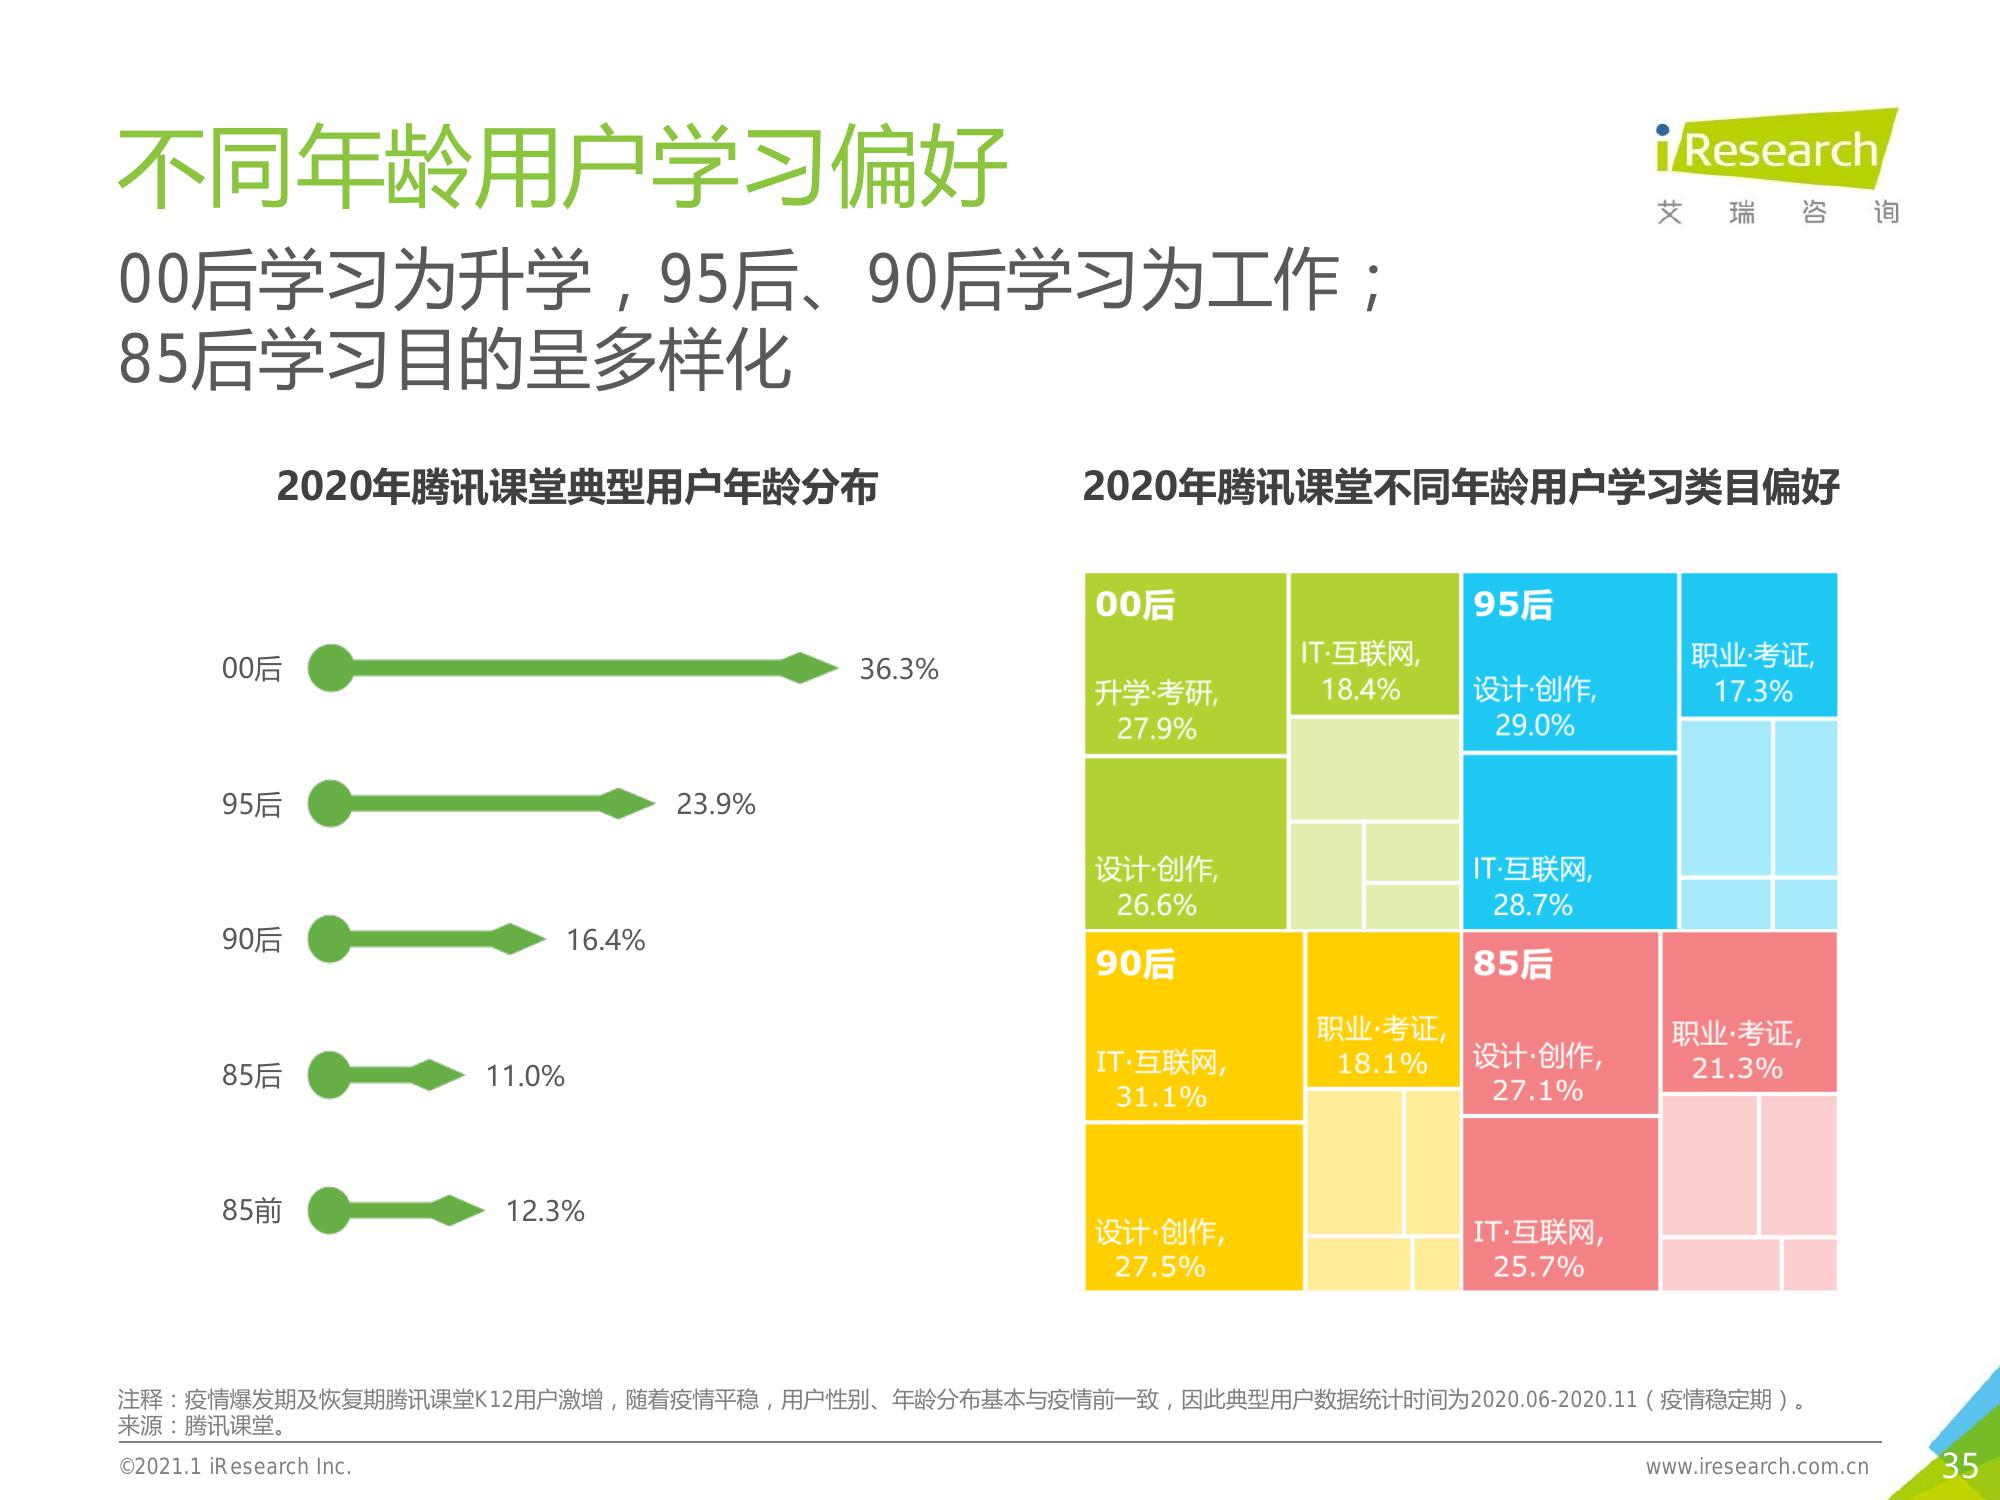 不同年龄用户学习偏好
iResearch
艾瑞咨询
00后学习为升学，95后、90后学习为工作；
85后学习目的呈多样化
2020年腾讯课堂典型用户年龄分布
00后 36.3%
95后 23.9%
90后 16.4%
85后 11.0%
85前 12.3%
2020年腾讯课堂不同年龄用户学习类目偏好
00后
升学·考研,
27.9%
IT·互联网,
18.4%
设计·创作,
26.6%
95后
设计·创作,
29.0%
职业·考证,
17.3%
IT·互联网,
28.7%
90后
IT·互联网,
31.1%
职业·考证,
18.1%
设计·创作,
27.5%
85后
设计·创作,
27.1%
职业·考证,
21.3%
IT·互联网,
25.7%
注释：疫情爆发期及恢复期腾讯课堂K12用户激增，随着疫情平稳，用户性别、年龄分布基本与疫情前一致，因此典型用户数据统计时间为2020.06-2020.11（疫情稳定期）。
来源：腾讯课堂。
©2021.1 iResearch Inc.
www.iresearch.com.cn
35